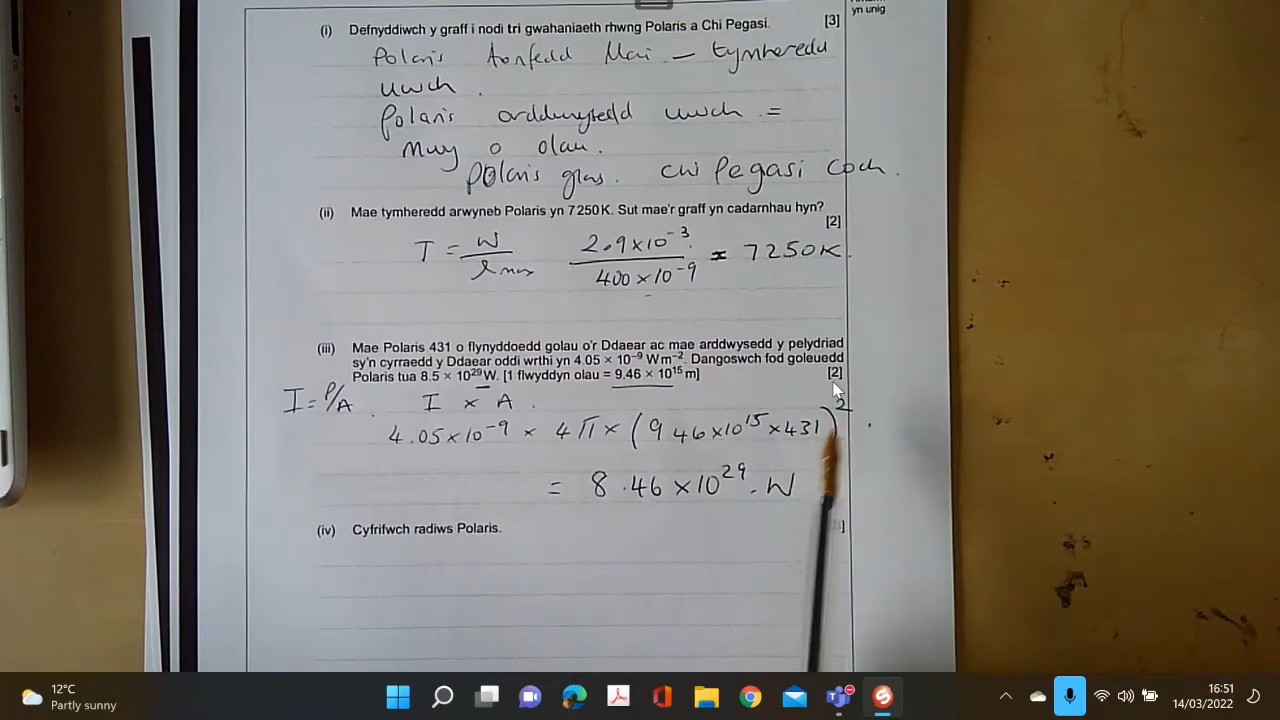 yn unig
(i) Defnyddiwch y graff i nodi tri gwahaniaeth rhwng Polaris a Chi Pegasi. [3]
Polaris Tonfedd Mai — tymheredd
uwch.
Polaris arddwysedd uwch =
mwy o olau.
Polaris glas. Chi Pegasi coch.
(ii) Mae tymheredd arwyneb Polaris yn 7250K. Sut mae'r graff yn cadarnhau hyn?
[2]
T = W / λmax 2.9×10⁻³ / 400×10⁻⁹ = 7250K.
(iii) Mae Polaris 431 o flynyddoedd golau o'r Ddaear ac mae arddwysedd y pelydriad
sy'n cyrraedd y Ddaear oddi wrthi yn 4.05 × 10⁻⁹ W m⁻². Dangoswch fod goleuedd
Polaris tua 8.5 × 10²⁹ W. [1 flwyddyn olau = 9.46 × 10¹⁵ m] [2]
I = P/A. I × A.
4.05×10⁻⁹ × 4π × (9.46×10¹⁵×431)².
= 8.46×10²⁹. W
(iv) Cyfrifwch radiws Polaris. ]
12°C
Partly sunny
16:51
14/03/2022